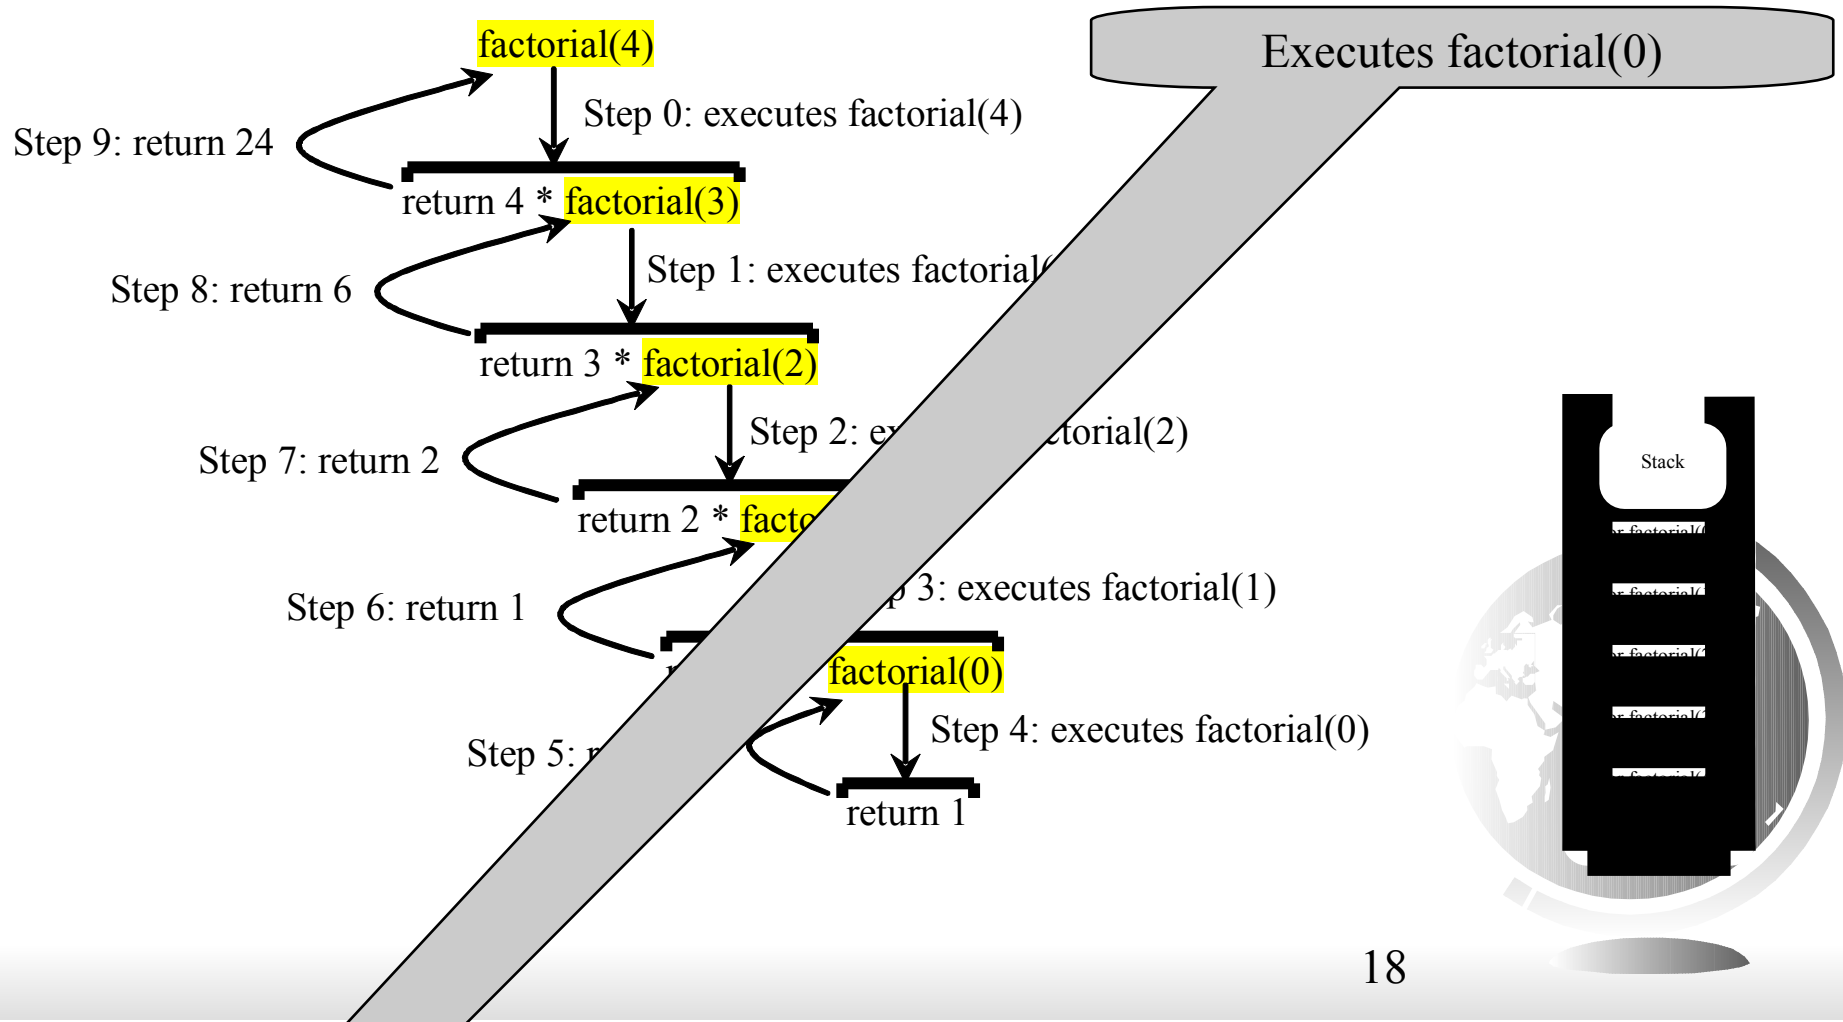 factorial(4)
Executes factorial(0)
Step 0: executes factorial(4)
Step 9: return 24
return 4 * factorial(3)
Step 1: executes factorial(
Step 8: return 6
return 3 * factorial(2)
Step 2: torial(2)
Step 7: return 2
Stack
return 2 * facto
3: executes factorial(1)
Step 6: return 1
factorial(0)
Step 4: executes factorial(0)
Step 5:
return 1
18